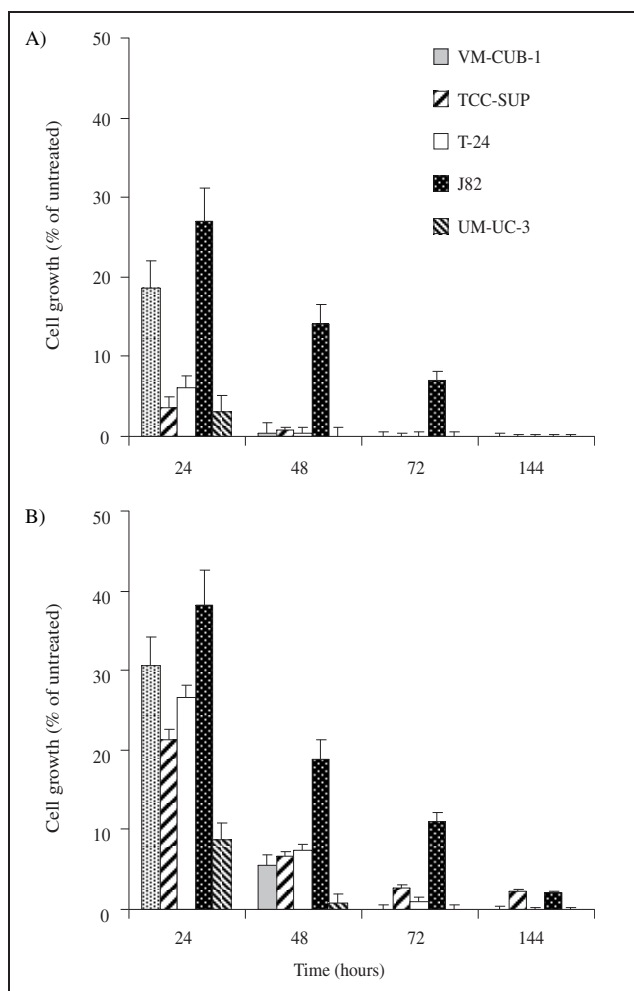 A)
Cell growth (% of untreated)
50
40
30
20
10
0
VM-CUB-1
TCC-SUP
T-24
J82
UM-UC-3
24 48 72 144
B)
Cell growth (% of untreated)
50
40
30
20
10
0
24 48 72 144
Time (hours)